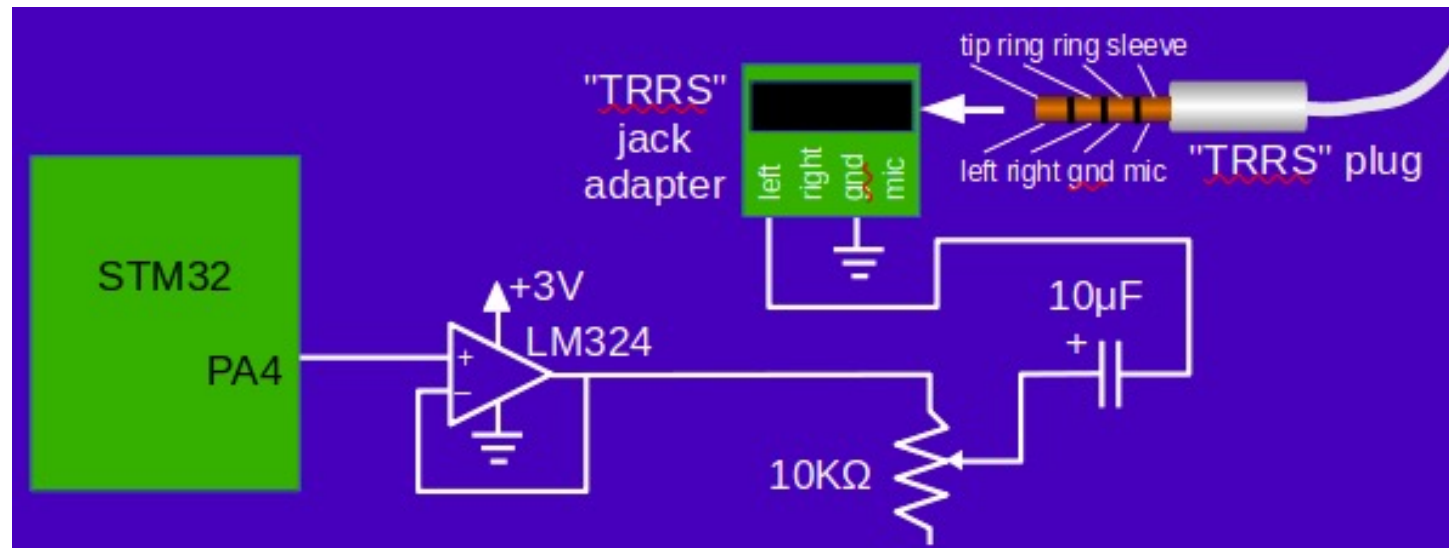 tip ring ring sleeve
"TRRS"
jack
adapter
left
right
gnd
mic
left right gnd mic
"TRRS" plug
STM32
PA4
+3V
LM324
+
–
10µF
+
10KΩ